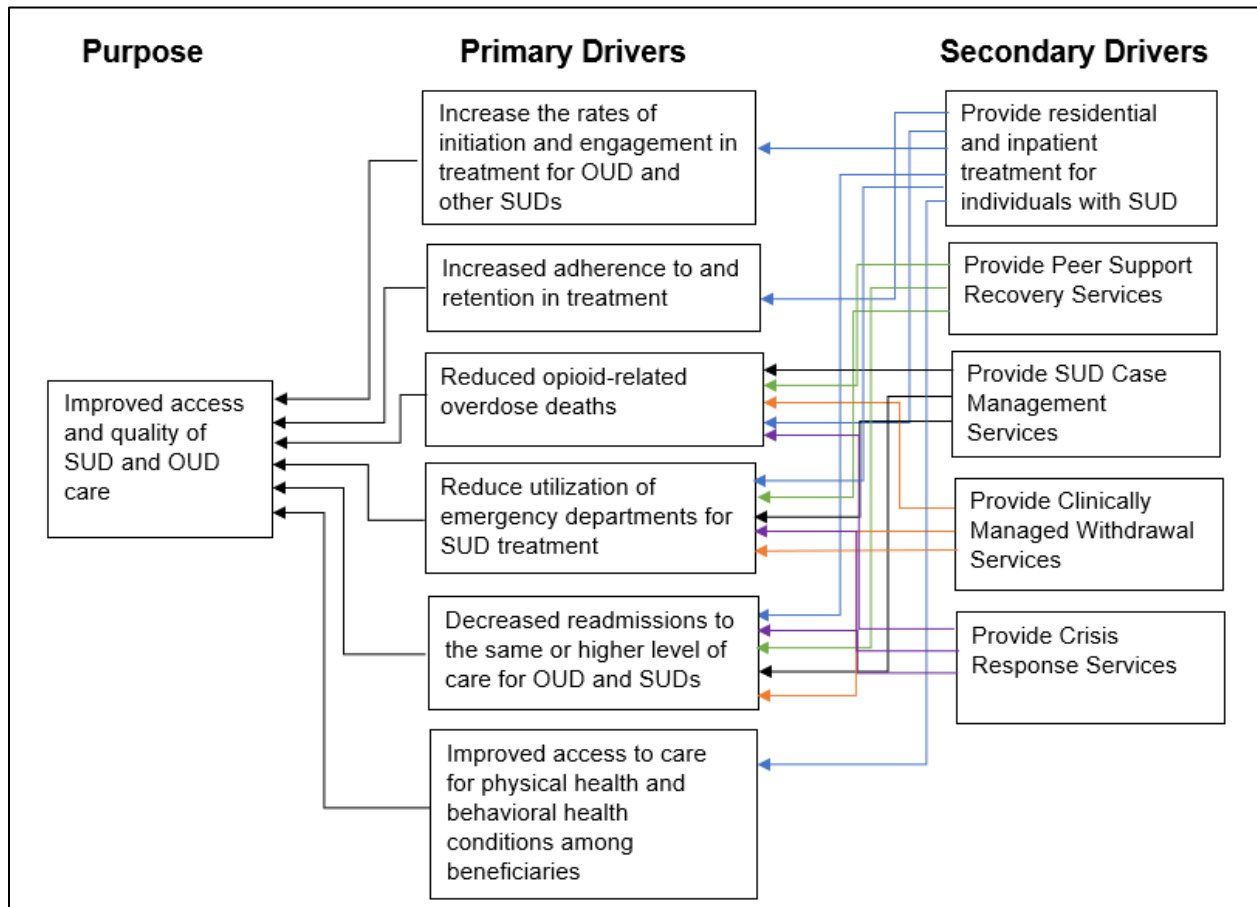 Purpose
Primary Drivers
Secondary Drivers
Improved access
and quality of
SUD and OUD
care
Increase the rates of
initiation and engagement in
treatment for OUD and
other SUDs
Increased adherence to and
retention in treatment
Reduced opioid-related
overdose deaths
Reduce utilization of
emergency departments for
SUD treatment
Decreased readmissions to
the same or higher level of
care for OUD and SUDs
Improved access to care
for physical health and
behavioral health
conditions among
beneficiaries
Provide residential
and inpatient
treatment for
individuals with SUD
Provide Peer Support
Recovery Services
Provide SUD Case
Management
Services
Provide Clinically
Managed Withdrawal
Services
Provide Crisis
Response Services